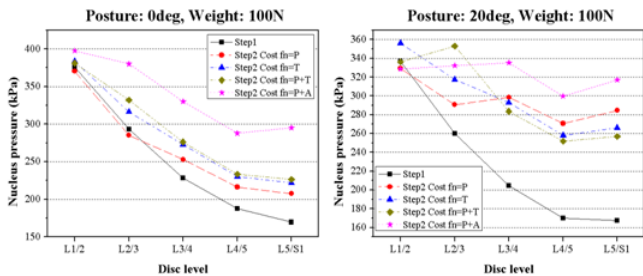 Posture: 0deg, Weight: 100N
Nucleus pressure (kPa)
400
350
300
250
200
150
Step1
Step2 Cost fn=P
Step2 Cost fn=T
Step2 Cost fn=P+T
Step2 Cost fn=P+A
L1/2 L2/3 L3/4 L4/5 L5/S1
Disc level
Posture: 20deg, Weight: 100N
Nucleus pressure (kPa)
360
340
320
300
280
260
240
220
200
180
160
Step1
Step2 Cost fn=P
Step2 Cost fn=T
Step2 Cost fn=P+T
Step2 Cost fn=P+A
L1/2 L2/3 L3/4 L4/5 L5/S1
Disc level